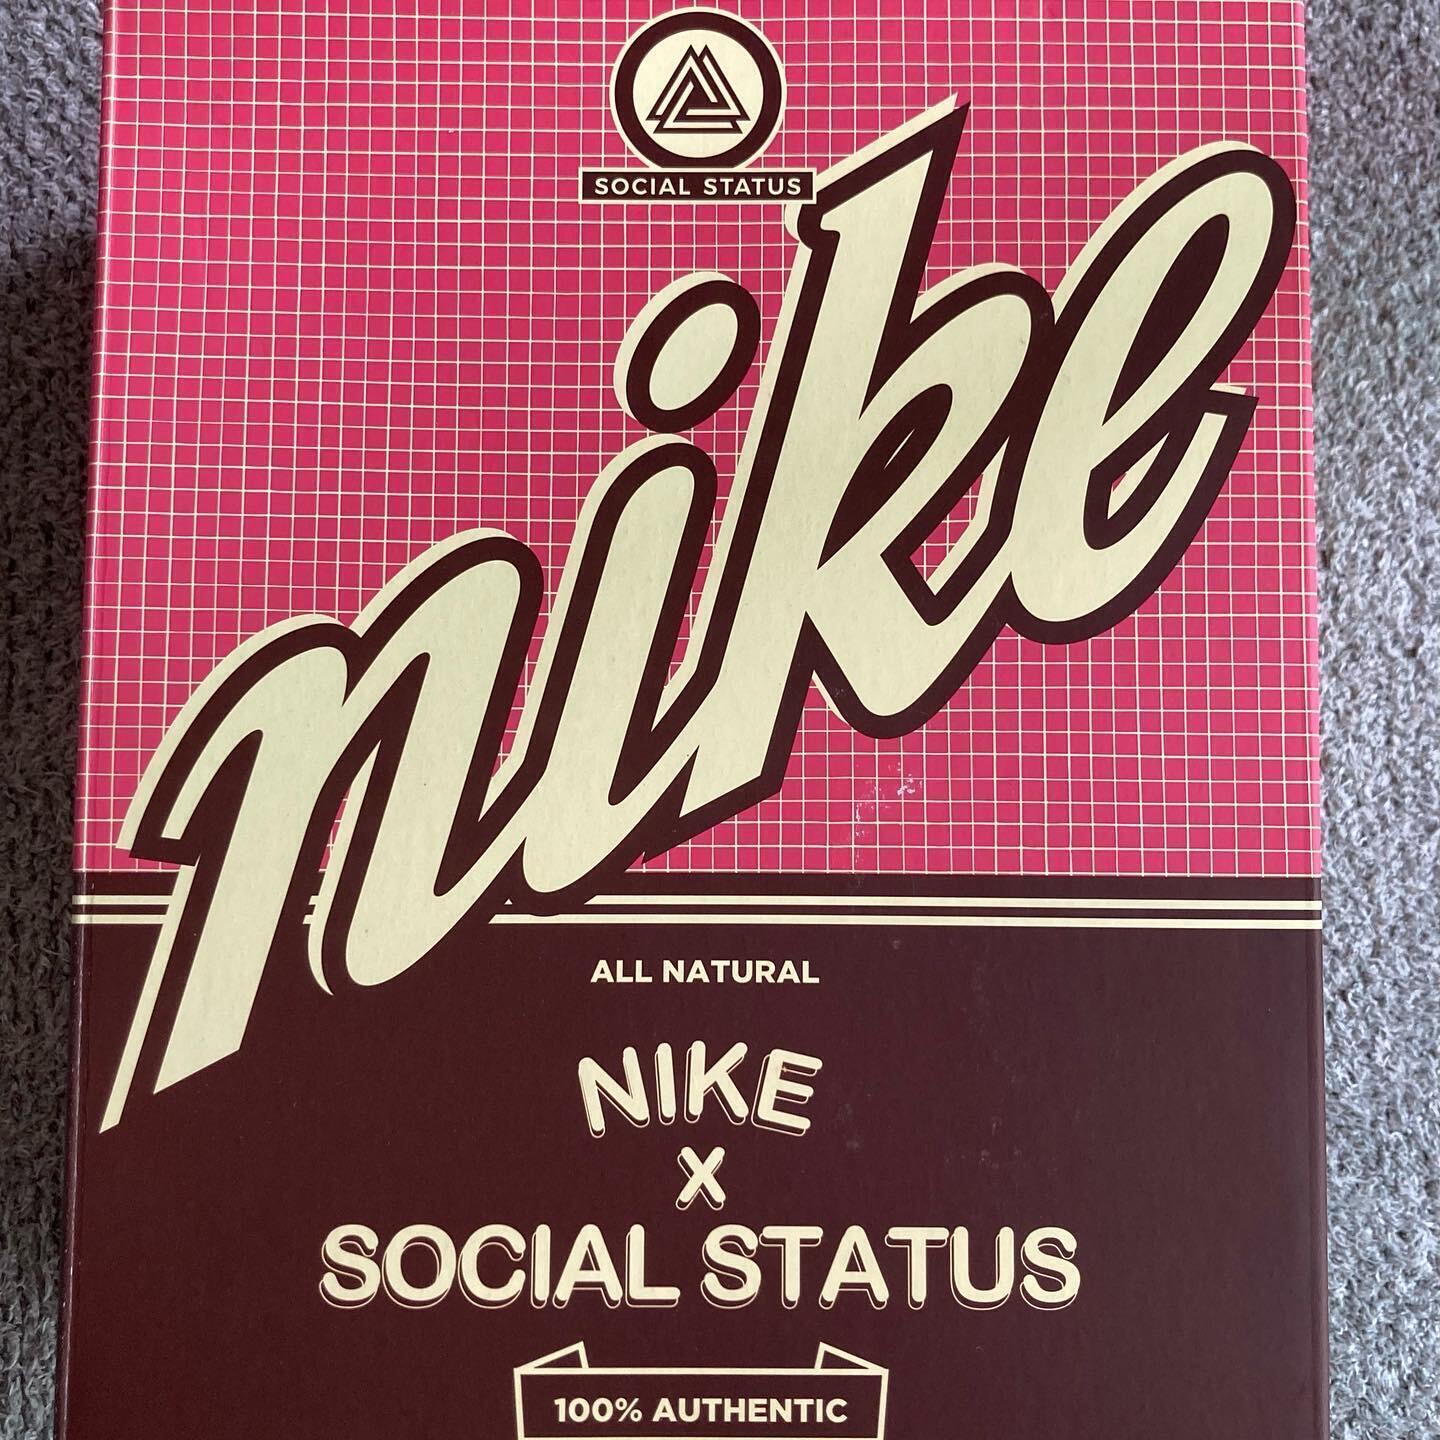 SOCIAL STATUS
nike
ALL NATURAL
NIKE
X
SOCIAL STATUS
100% AUTHENTIC